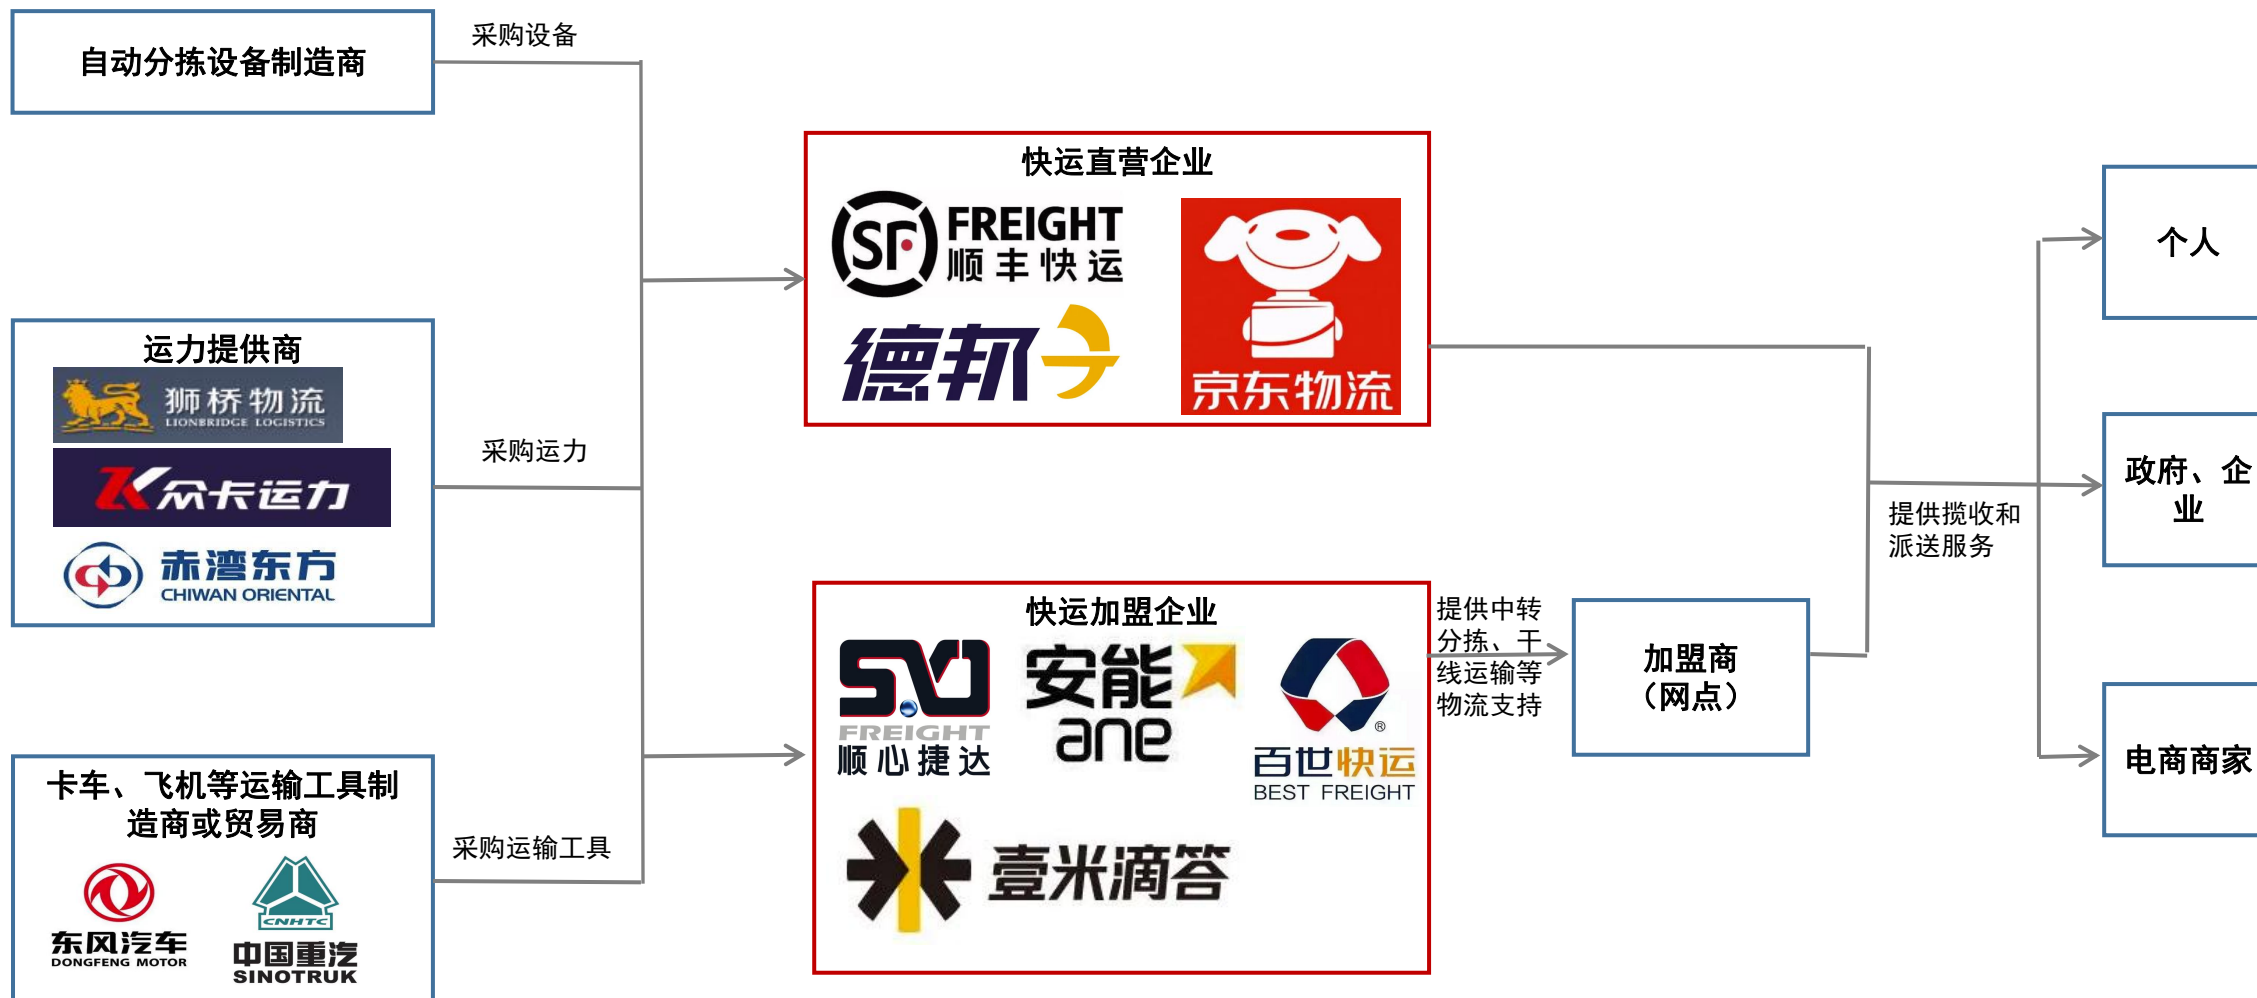 自动分拣设备制造商
采购设备
运力提供商
狮桥物流
LIONBRIDGE LOGISTICS
众卡运力
赤湾东方
CHIWAN ORIENTAL
采购运力
卡车、飞机等运输工具制
造商或贸易商
东风汽车
DONGFENG MOTOR
CNHTC
中国重汽
SINOTRUK
采购运输工具
快运直营企业
SF
FREIGHT
顺丰快运
德邦
京东物流
快运加盟企业
FREIGHT
顺心捷达
安能
ane
®
百世快运
BEST FREIGHT
壹米滴答
提供中转
分拣、干
线运输等
物流支持
加盟商
（网点）
提供揽收和
派送服务
个人
政府、企
业
电商商家